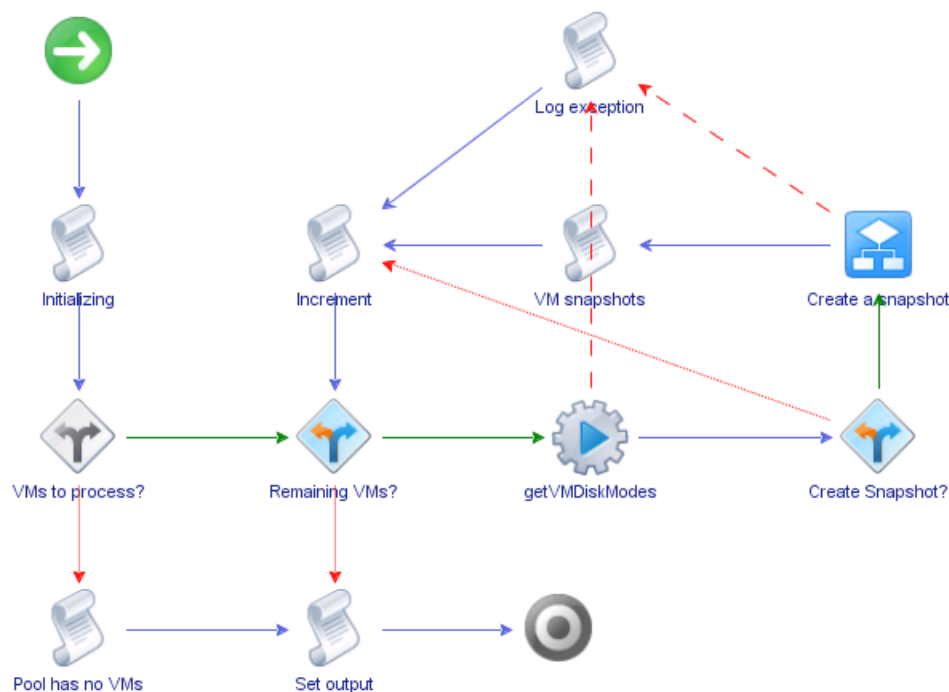 Log exception
Initializing
Increment
VM snapshots
Create a snapshot
VMs to process?
Remaining VMs?
getVMDiskModes
Create Snapshot?
Pool has no VMs
Set output